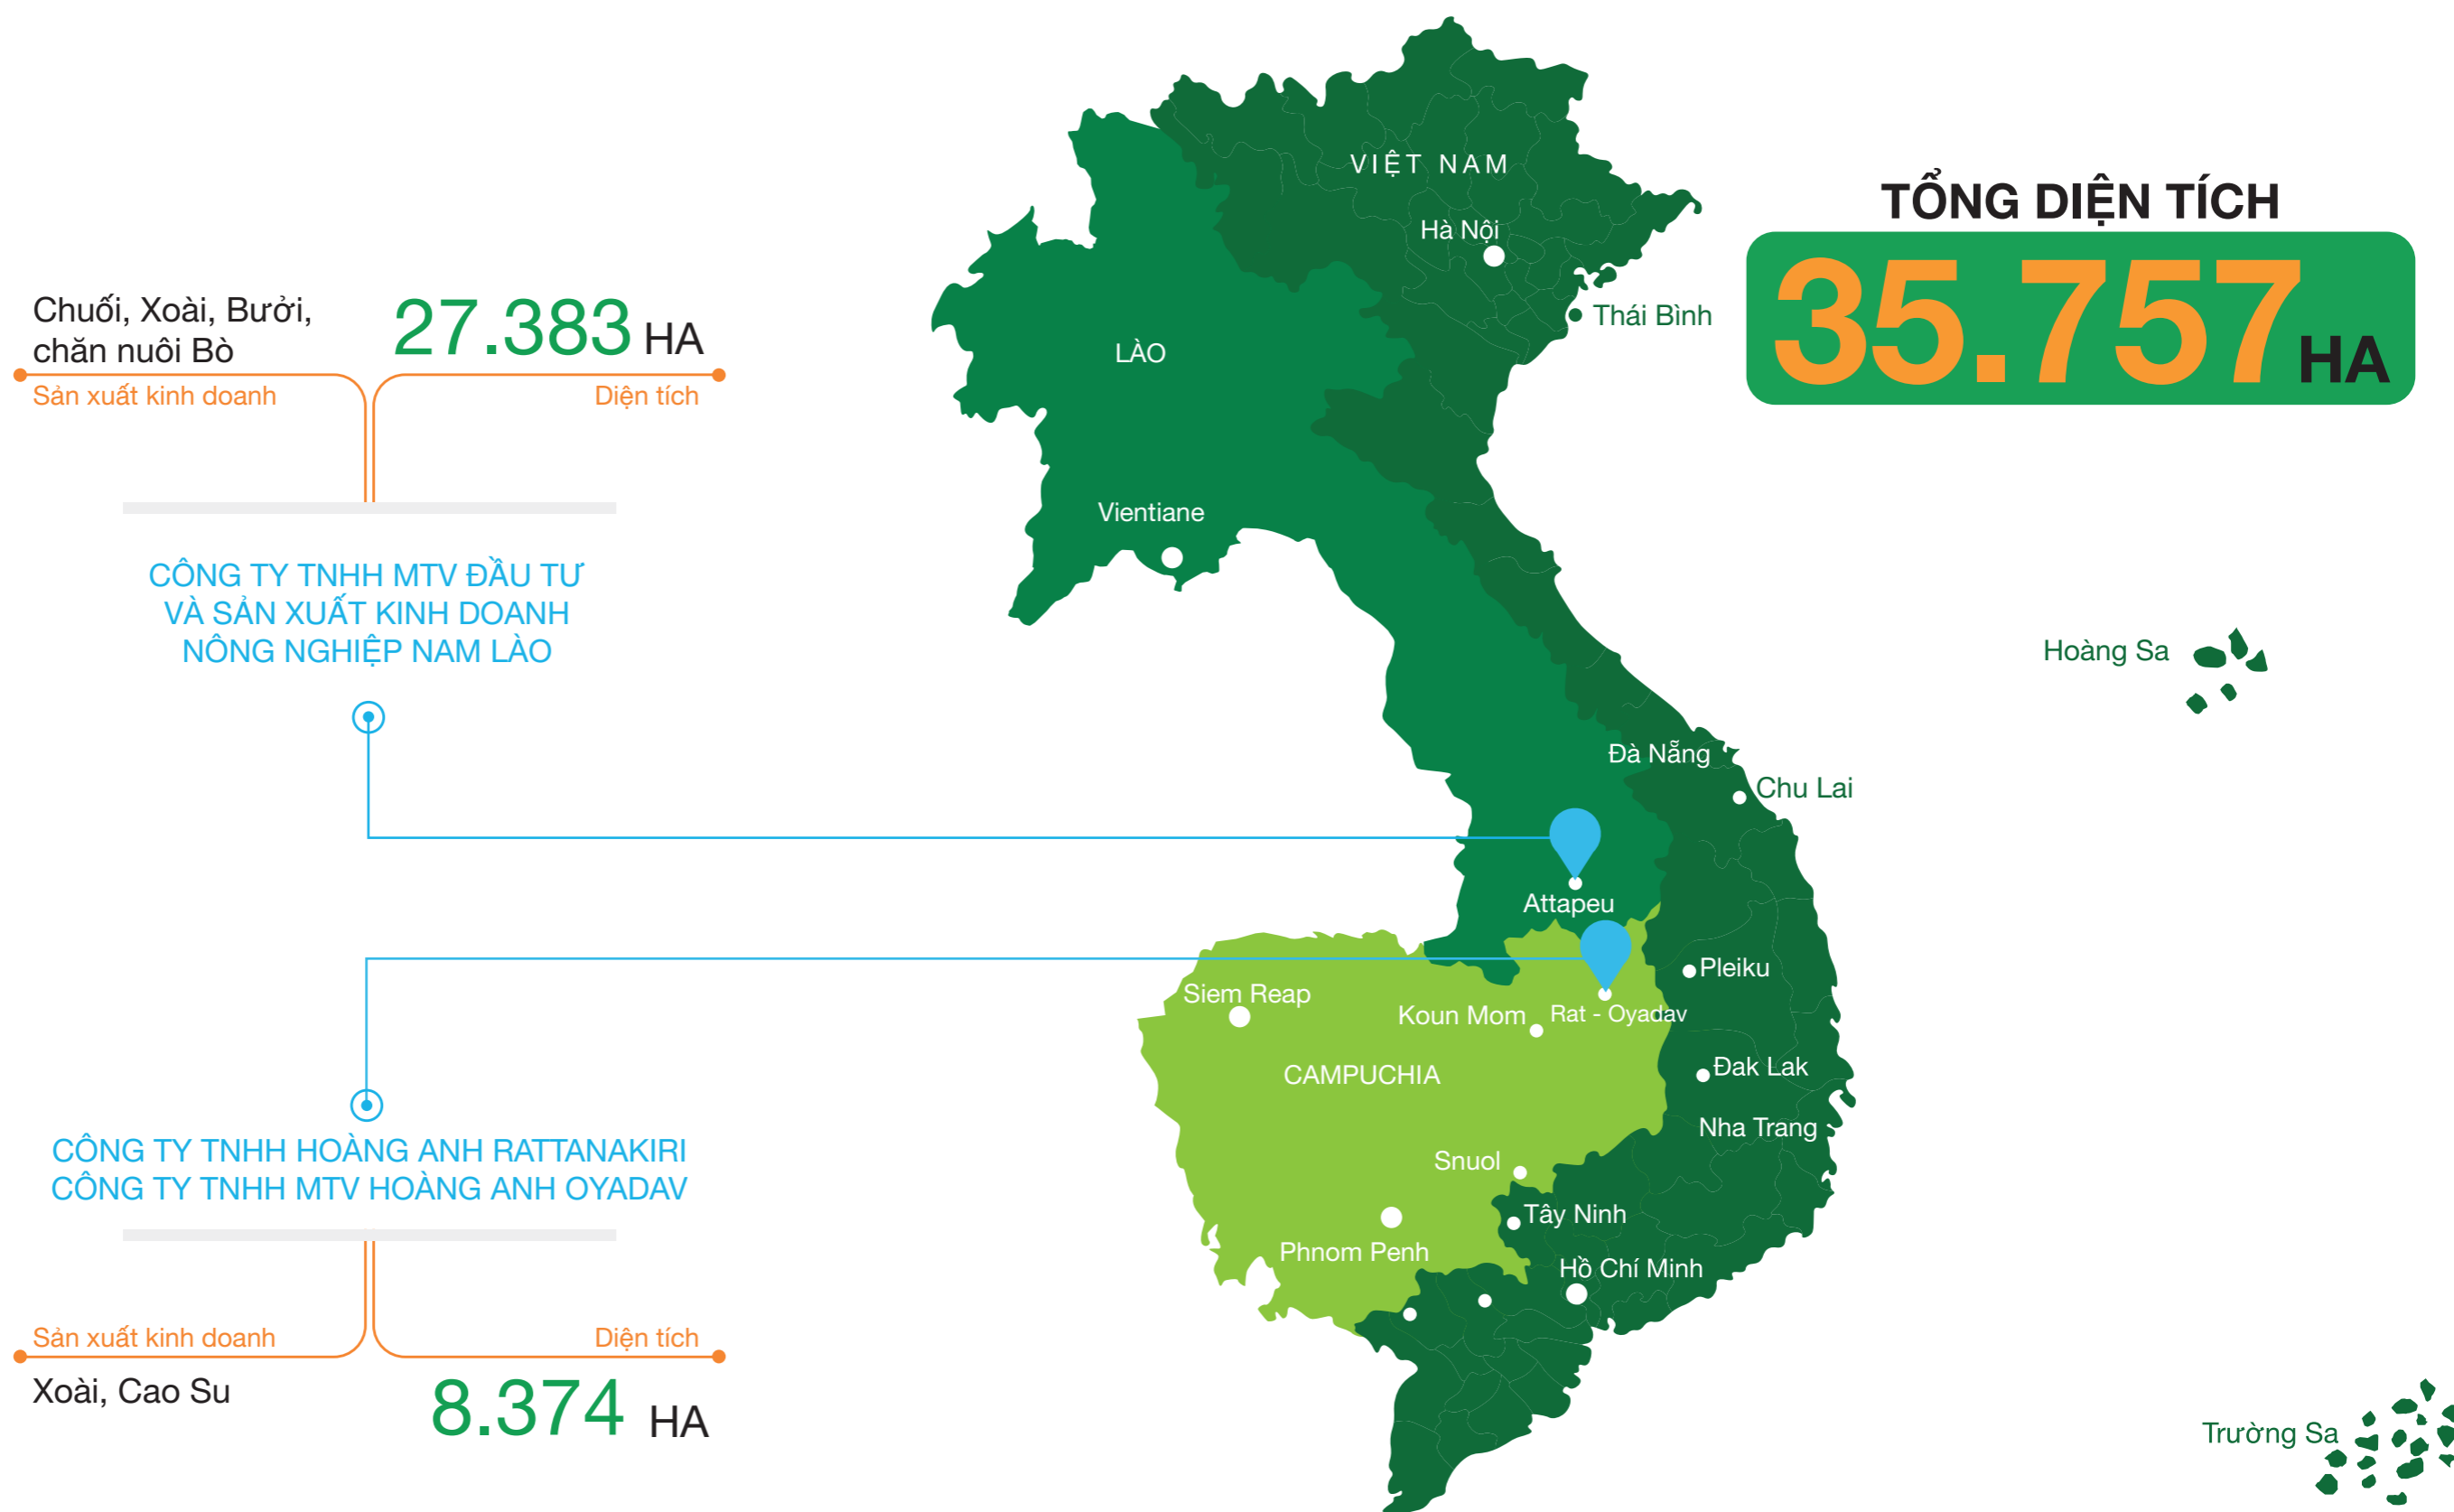 TỔNG DIỆN TÍCH
35.757 HA
Chuối, Xoài, Bưởi,
chăn nuôi Bò
27.383 HA
Sản xuất kinh doanh
Diện tích
CÔNG TY TNHH MTV ĐẦU TƯ
VÀ SẢN XUẤT KINH DOANH
NÔNG NGHIỆP NAM LÀO
CÔNG TY TNHH HOÀNG ANH RATTANAKIRI
CÔNG TY TNHH MTV HOÀNG ANH OYADAV
Sản xuất kinh doanh
Diện tích
Xoài, Cao Su
8.374 HA
VIỆT NAM
Hà Nội
Thái Bình
LÀO
Vientiane
Hoàng Sa
Đà Nẵng
Chu Lai
Attapeu
Pleiku
Siem Reap
Koun Mom
Rat - Oyadav
CAMPUCHIA
Đak Lak
Nha Trang
Snuol
Tây Ninh
Phnom Penh
Hồ Chí Minh
Trường Sa